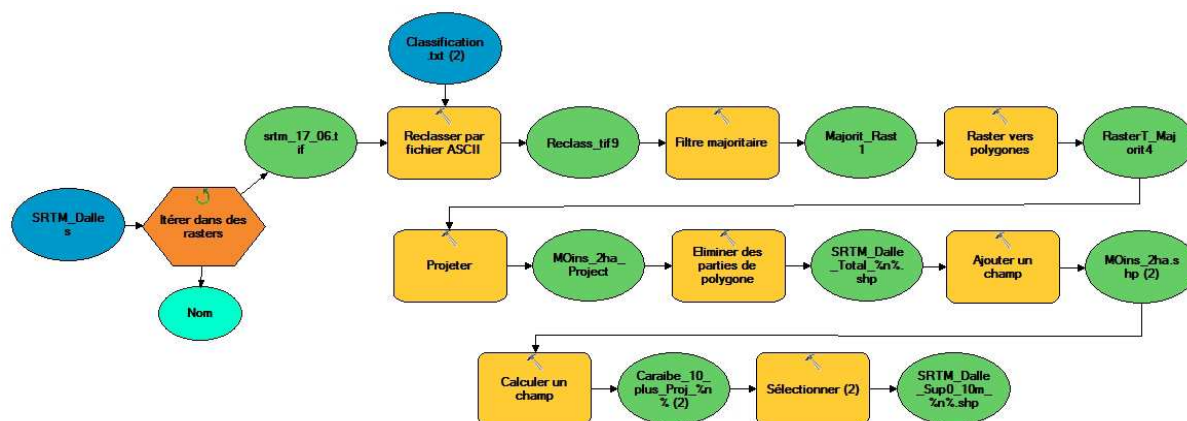 Classification
.txt (2)
srtm_17_06.t
if
Reclasser par
fichier ASCII
Reclass_tif9
Filtre majoritaire
Majorit_Rast
1
Raster vers
polygones
RasterT_Maj
orit4
SRTM_Dalle
s
Itérer dans des
rasters
Nom
Projeter
MOins_2ha_
Project
Eliminer des
parties de
polygone
SRTM_Dalle
_Total_%n%.
shp
Ajouter un
champ
MOins_2ha.s
hp (2)
Calculer un
champ
Caraibe_10_
plus_Proj_%n
% (2)
Sélectionner (2)
SRTM_Dalle
_Sup0_10m_
%n%.shp